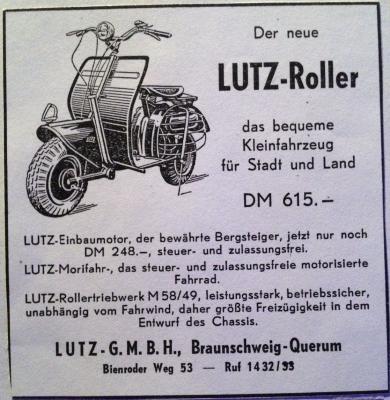 Der neue
LUTZ-Roller
das bequeme
Kleinfahrzeug
für Stadt und Land
DM 615.–
LUTZ-Einbaumotor, der bewährte Bergsteiger, jetzt nur noch
DM 248.–, steuer- und zulassungsfrei.
LUTZ-Morifahr-, das steuer- und zulassungsfreie motorisierte
Fahrrad.
LUTZ-Rollertriebwerk M 58/49, leistungsstark, betriebssicher,
unabhängig vom Fahrwind, daher größte Freizügigkeit in dem
Entwurf des Chassis.
LUTZ-G.M.B.H., Braunschweig-Querum
Bienroder Weg 53 — Ruf 1432/33